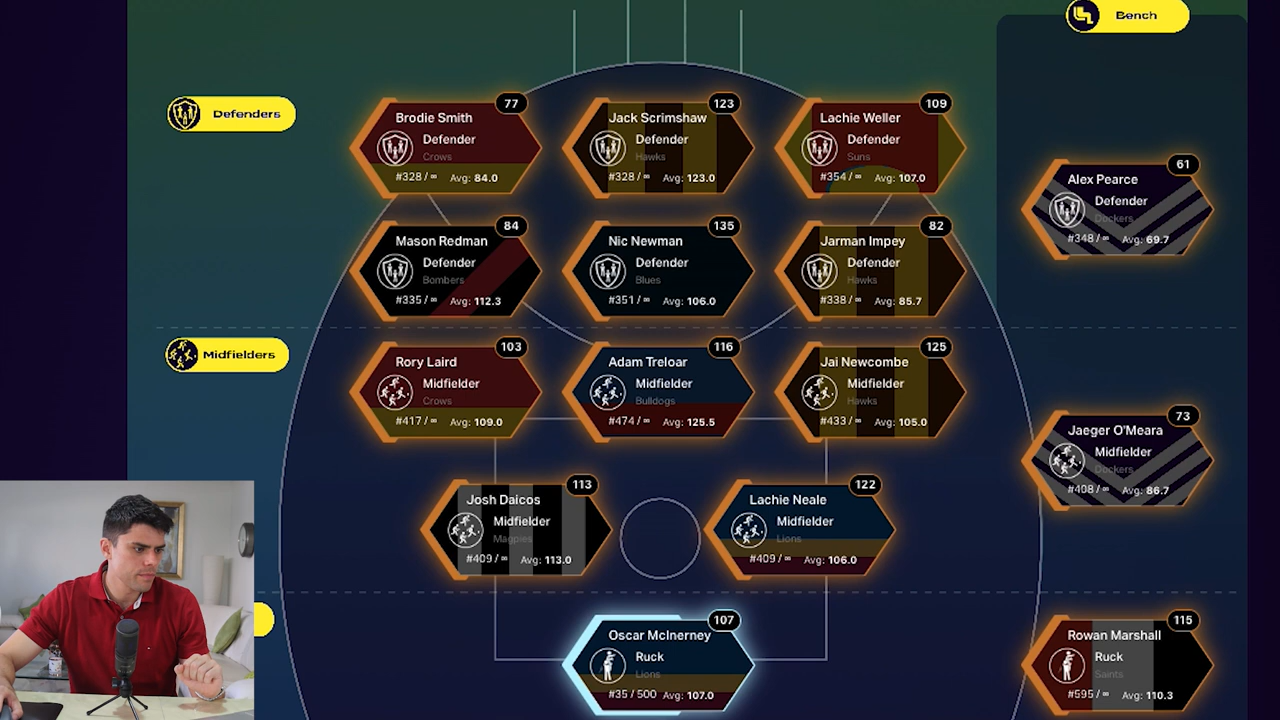 Bench
Defenders
77
Brodie Smith
Defender
Crows
#328 / ∞ Avg: 84.0
123
Jack Scrimshaw
Defender
Hawks
#328 / ∞ Avg: 123.0
109
Lachie Weller
Defender
Suns
#354 / ∞ Avg: 107.0
61
Alex Pearce
Defender
Dockers
#348 / ∞ Avg: 69.7
84
Mason Redman
Defender
Bombers
#335 / ∞ Avg: 112.3
135
Nic Newman
Defender
Blues
#351 / ∞ Avg: 106.0
82
Jarman Impey
Defender
Hawks
#338 / ∞ Avg: 85.7
Midfielders
103
Rory Laird
Midfielder
Crows
#417 / ∞ Avg: 109.0
116
Adam Treloar
Midfielder
Bulldogs
#474 / ∞ Avg: 125.5
125
Jai Newcombe
Midfielder
Hawks
#433 / ∞ Avg: 105.0
73
Jaeger O'Meara
Midfielder
Dockers
#408 / ∞ Avg: 86.7
113
Josh Daicos
Midfielder
Magpies
#409 / ∞ Avg: 113.0
122
Lachie Neale
Midfielder
Lions
#409 / ∞ Avg: 106.0
107
Oscar McInerney
Ruck
Lions
#35 / 500 Avg: 107.0
115
Rowan Marshall
Ruck
Saints
#595 / ∞ Avg: 110.3